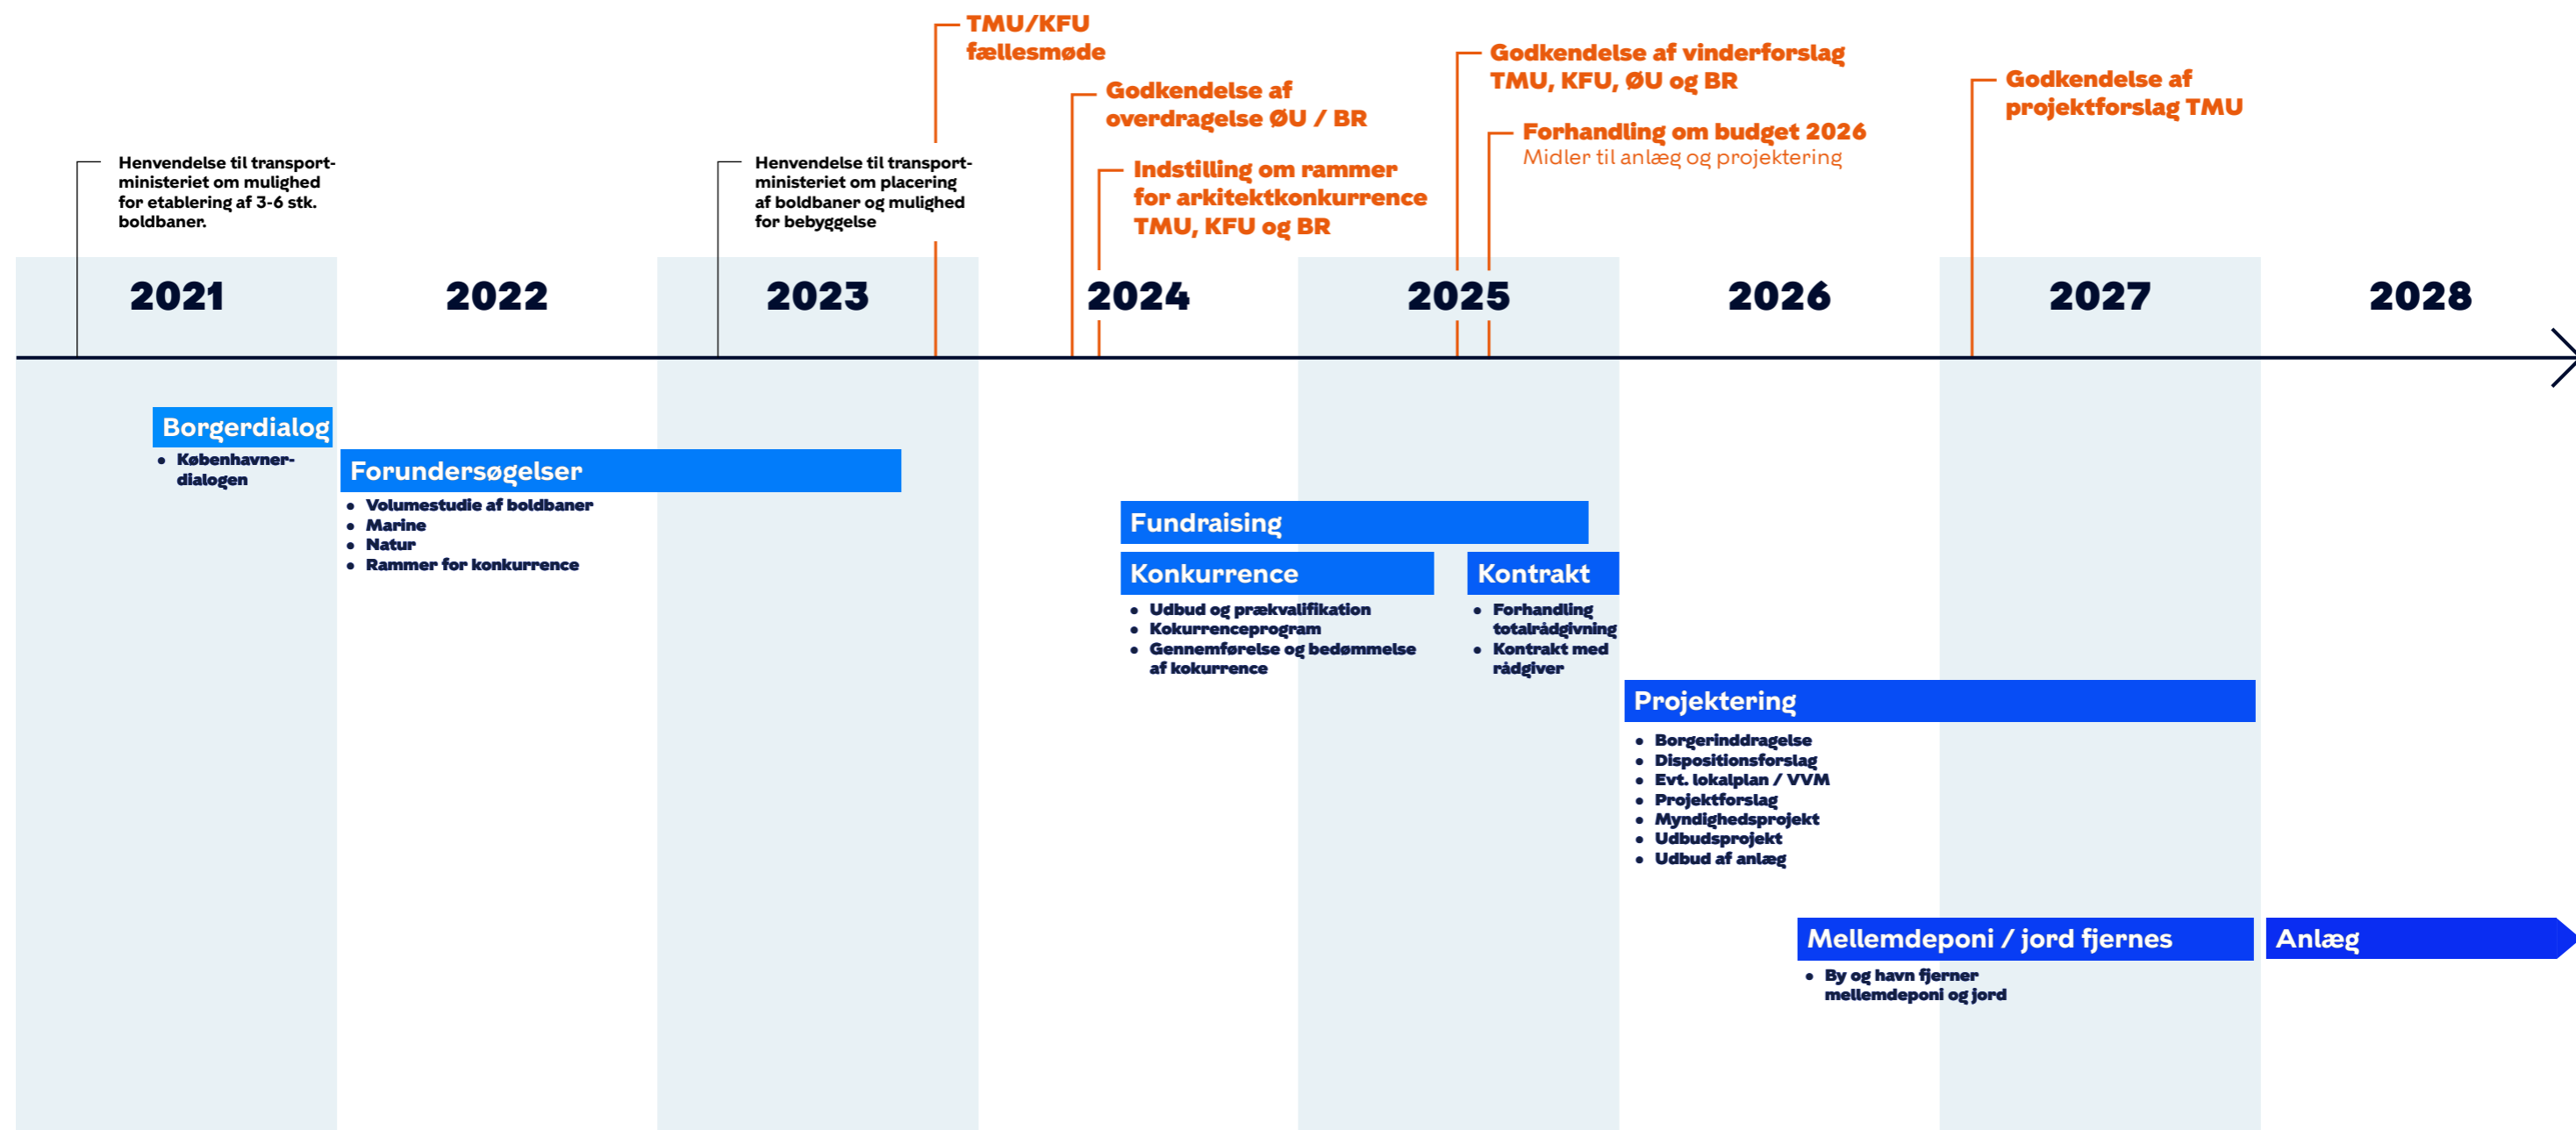 TMU/KFU
fællesmøde
Godkendelse af
overdragelse ØU / BR
Indstilling om rammer
for arkitektkonkurrence
TMU, KFU og BR
Godkendelse af vinderforslag
TMU, KFU, ØU og BR
Forhandling om budget 2026
Midler til anlæg og projektering
Godkendelse af
projektforslag TMU
Henvendelse til transport-
ministeriet om mulighed
for etablering af 3-6 stk.
boldbaner.
Henvendelse til transport-
ministeriet om placering
af boldbaner og mulighed
for bebyggelse
2021
2022
2023
2024
2025
2026
2027
2028
Borgerdialog
• Københavner-
dialogen
Forundersøgelser
• Volumestudie af boldbaner
• Marine
• Natur
• Rammer for konkurrence
Fundraising
Konkurrence
• Udbud og prækvalifikation
• Kokurrenceprogram
• Gennemførelse og bedømmelse
af kokurrence
Kontrakt
• Forhandling
totalrådgivning
• Kontrakt med
rådgiver
Projektering
• Borgerinddragelse
• Dispositionsforslag
• Evt. lokalplan / VVM
• Projektforslag
• Myndighedsprojekt
• Udbudsprojekt
• Udbud af anlæg
Mellemdeponi / jord fjernes
• By og havn fjerner
mellemdeponi og jord
Anlæg